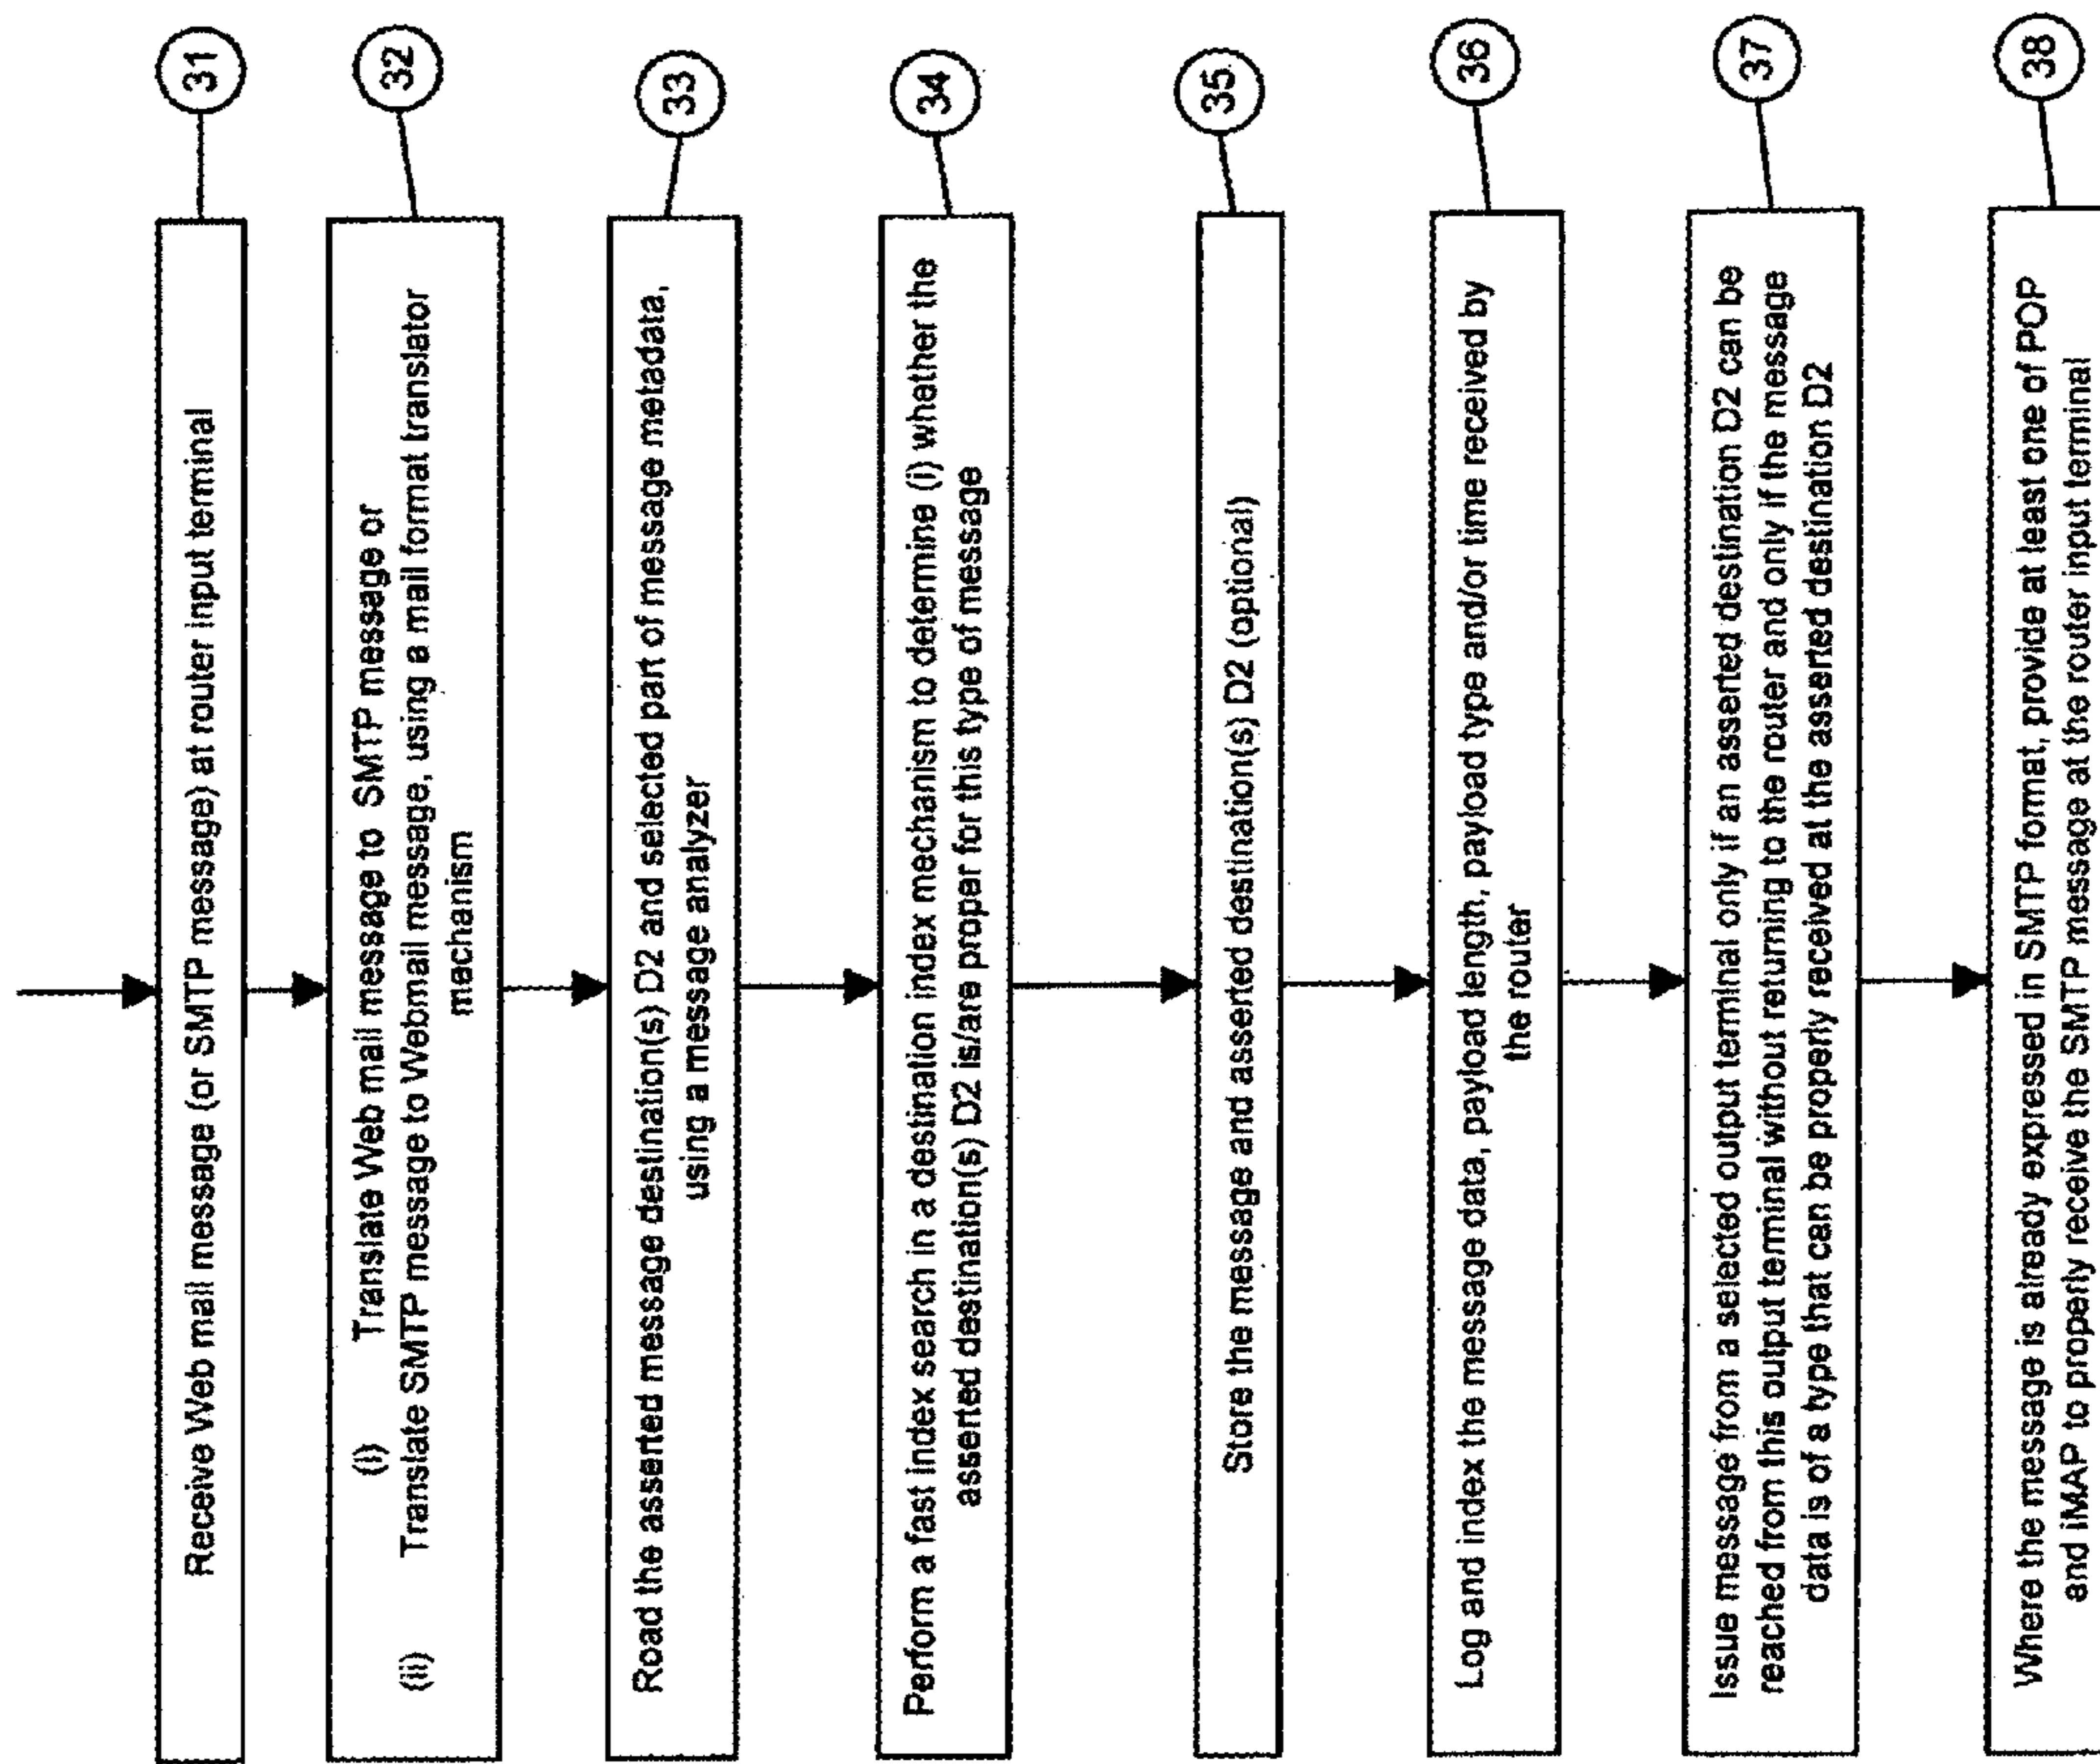 31
Receive Web mail message (or SMTP message) at router input terminal
32
(i) Translate Web mail message to SMTP message or
(ii) Translate SMTP message to Webmail message, using a mail format translator
mechanism
33
Road the asserted message destination(s) D2 and selected part of message metadata,
using a message analyzer
34
Perform a fast index search in a destination index mechanism to determine (i) whether the
asserted destination(s) D2 is/are proper for this type of message
35
Store the message and asserted destination(s) D2 (optional)
36
Log and index the message data, payload length, payload type and/or time received by
the router
37
Issue message from a selected output terminal only if an asserted destination D2 can be
reached from this output terminal without returning to the router and only if the message
data is of a type that can be properly received at the asserted destination D2
38
Where the message is already expressed in SMTP format, provide at least one of POP
and iMAP to properly receive the SMTP message at the router input terminal